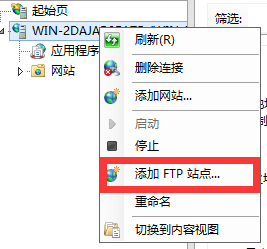 起始页
筛选:
应用程序
网站
刷新(R)
删除连接
添加网站...
启动
停止
添加 FTP 站点...
重命名
切换到内容视图